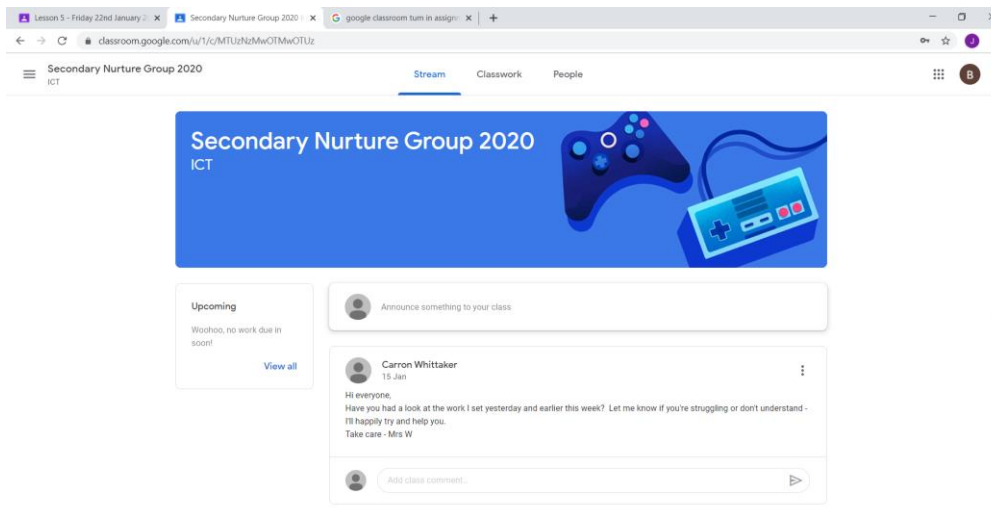 Lesson 5 - Friday 22nd January 2
Secondary Nurture Group 2020
google classroom turn in assignm
classroom.google.com/u/1/c/MTUzNzMwOTMwOTUz
J
Secondary Nurture Group 2020
ICT
Stream
Classwork
People
B
Secondary Nurture Group 2020
ICT
Upcoming
Woohoo, no work due in
soon!
View all
Announce something to your class
Carron Whittaker
15 Jan
Hi everyone,
Have you had a look at the work I set yesterday and earlier this week? Let me know if you're struggling or don't understand -
I'll happily try and help you.
Take care - Mrs W
Add class comment...